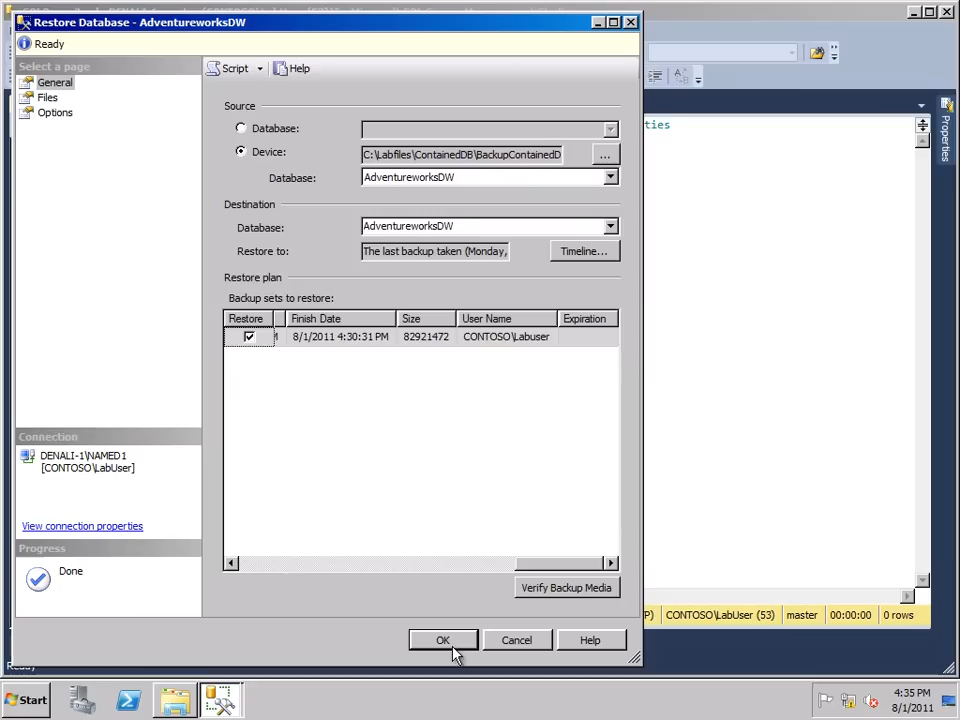 Restore Database - AdventureworksDW
Ready
Select a page
General
Files
Options
Script
Help
Source
Database:
Device:
C:\Labfiles\ContainedDB\BackupContainedD
...
Database:
AdventureworksDW
Destination
Database:
AdventureworksDW
Restore to:
The last backup taken (Monday,
Timeline...
Restore plan
Backup sets to restore:
Restore Finish Date Size User Name Expiration
8/1/2011 4:30:31 PM 82921472 CONTOSO\Labuser
Connection
DENALI-1\NAMED1
[CONTOSO\LabUser]
View connection properties
Progress
Done
Verify Backup Media
OK
Cancel
Help
ties
Properties
P) CONTOSO\LabUser (53) master 00:00:00 0 rows
Ready
Start
4:35 PM
8/1/2011